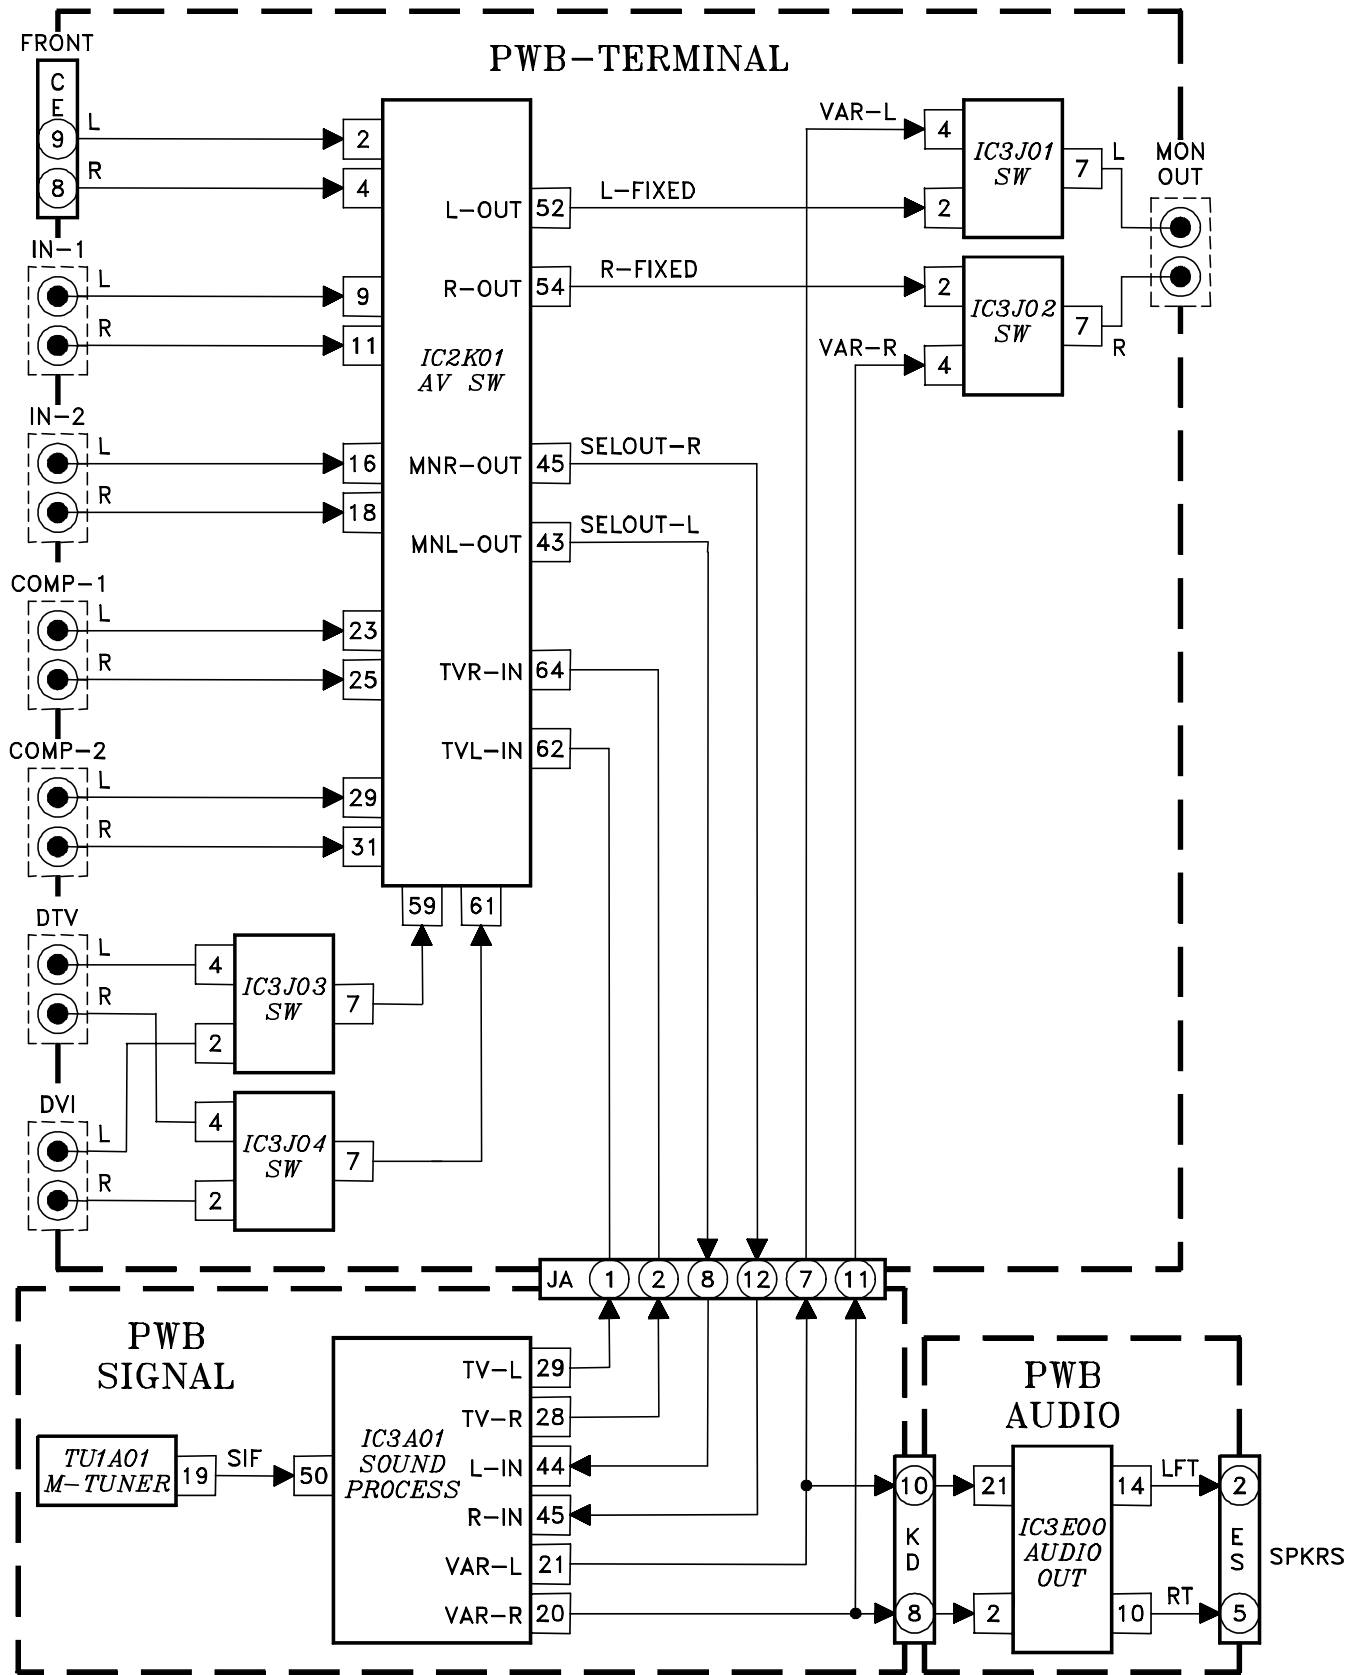 FRONT
PWB-TERMINAL
C
E
9
L
8
R
2
4
IN-1
L
R
9
11
IN-2
L
R
16
18
COMP-1
L
R
23
25
COMP-2
L
R
29
31
L-OUT
52
L-FIXED
R-OUT
54
R-FIXED
IC2K01
AV SW
MNR-OUT
45
SELOUT-R
MNL-OUT
43
SELOUT-L
TVR-IN
64
TVL-IN
62
59
61
VAR-L
4
2
IC3J01
SW
7
L
MON
OUT
2
IC3J02
SW
7
R
VAR-R
4
DTV
L
R
4
2
IC3J03
SW
7
DVI
L
R
4
2
IC3J04
SW
7
JA
1
2
8
12
7
11
PWB
SIGNAL
TU1A01
M-TUNER
19
SIF
50
IC3A01
SOUND
PROCESS
TV-L
29
TV-R
28
L-IN
44
R-IN
45
VAR-L
21
VAR-R
20
PWB
AUDIO
10
K
D
8
21
2
IC3E00
AUDIO
OUT
14
LFT
10
RT
2
E
S
5
SPKRS